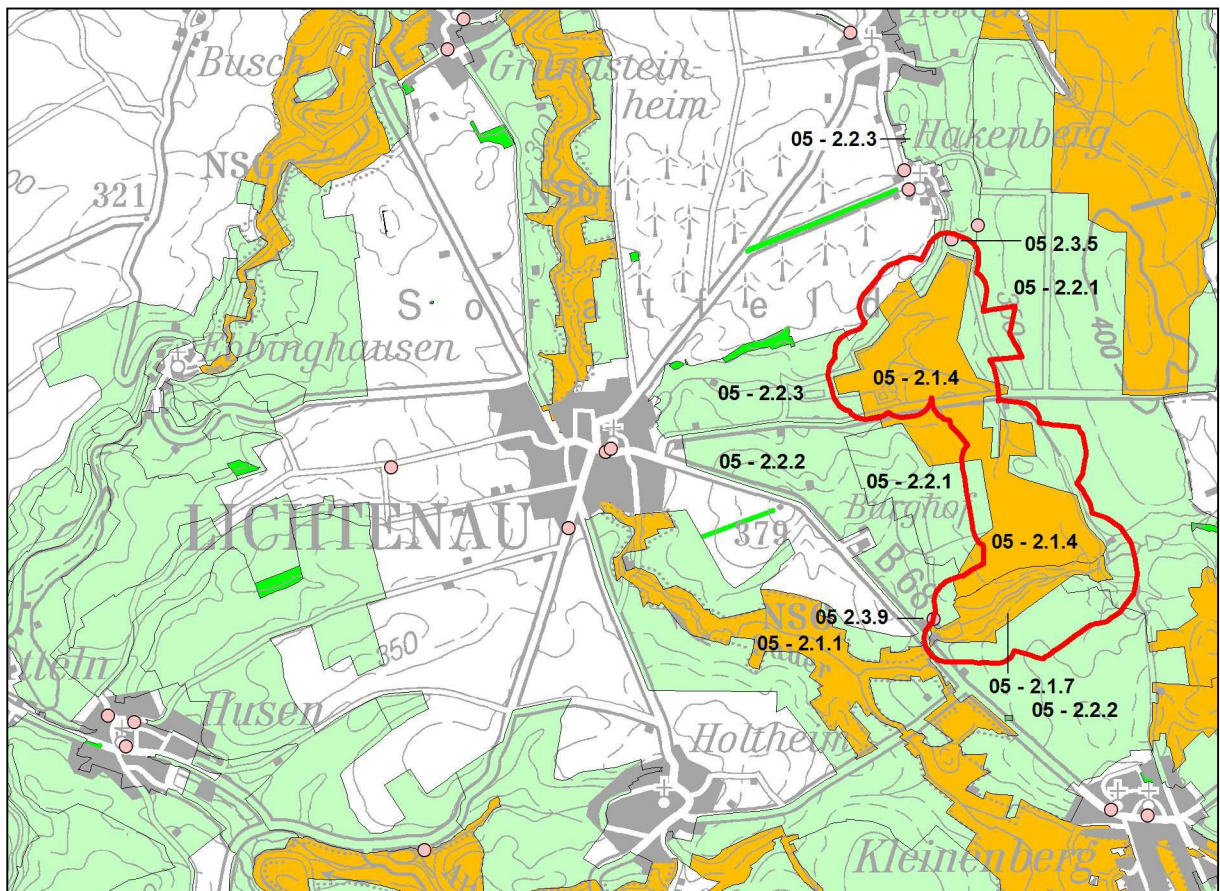 Busch
Grundstein-
heim
Hakenberg
05 - 2.2.3
NSG
NSG
321
05 2.3.5
05 - 2.2.1
400
Soratfeld
Ebbinghausen
05 - 2.1.4
05 - 2.2.3
05 - 2.2.2
05 - 2.2.1
Burghof
LICHTENAU
379
05 - 2.1.4
B 68
NSG
05 2.3.9
05 - 2.1.1
350
Husen
05 - 2.1.7
05 - 2.2.2
Holtheim
Kleinenberg